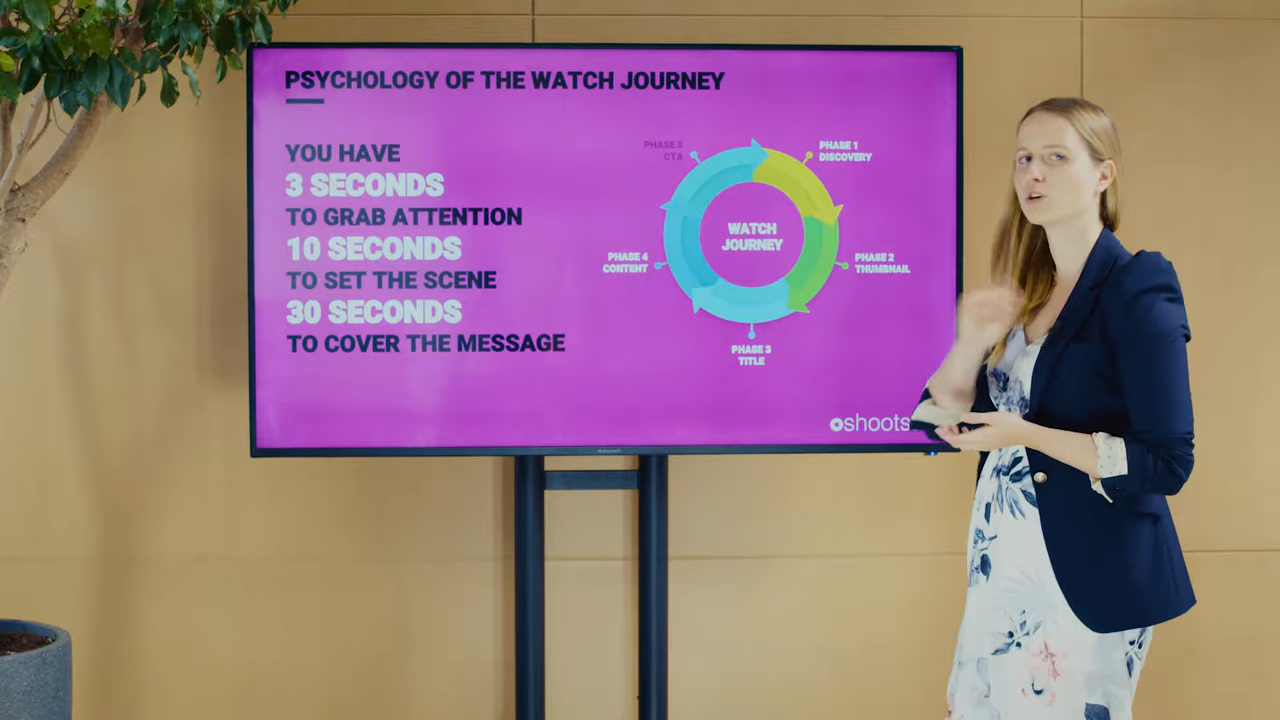 PSYCHOLOGY OF THE WATCH JOURNEY
YOU HAVE
3 SECONDS
TO GRAB ATTENTION
10 SECONDS
TO SET THE SCENE
30 SECONDS
TO COVER THE MESSAGE
PHASE 5
CTA
PHASE 1
DISCOVERY
WATCH
JOURNEY
PHASE 4
CONTENT
PHASE 2
THUMBNAIL
PHASE 3
TITLE
shoots